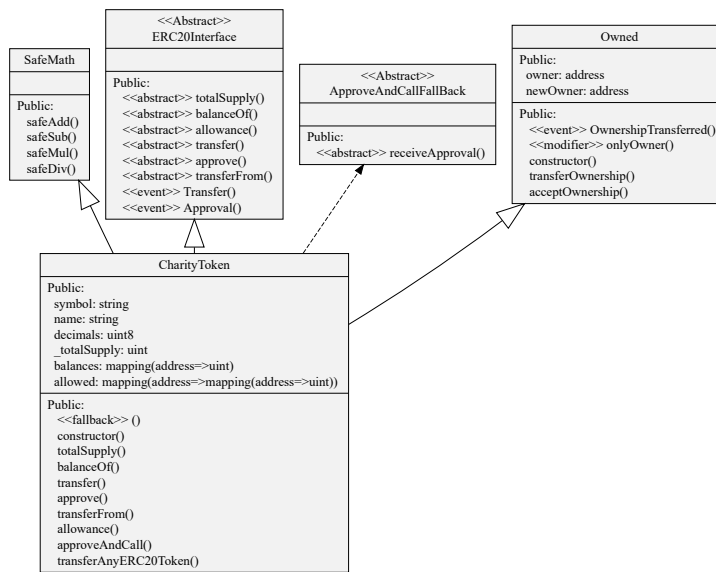 SafeMath
Public:
safeAdd()
safeSub()
safeMul()
safeDiv()
<<Abstract>>
ERC20Interface
Public:
<<abstract>> totalSupply()
<<abstract>> balanceOf()
<<abstract>> allowance()
<<abstract>> transfer()
<<abstract>> approve()
<<abstract>> transferFrom()
<<event>> Transfer()
<<event>> Approval()
<<Abstract>>
ApproveAndCallFallBack
Public:
<<abstract>> receiveApproval()
Owned
Public:
owner: address
newOwner: address
Public:
<<event>> OwnershipTransferred()
<<modifier>> onlyOwner()
constructor()
transferOwnership()
acceptOwnership()
CharityToken
Public:
symbol: string
name: string
decimals: uint8
_totalSupply: uint
balances: mapping(address=>uint)
allowed: mapping(address=>mapping(address=>uint))
Public:
<<fallback>> ()
constructor()
totalSupply()
balanceOf()
transfer()
approve()
transferFrom()
allowance()
approveAndCall()
transferAnyERC20Token()